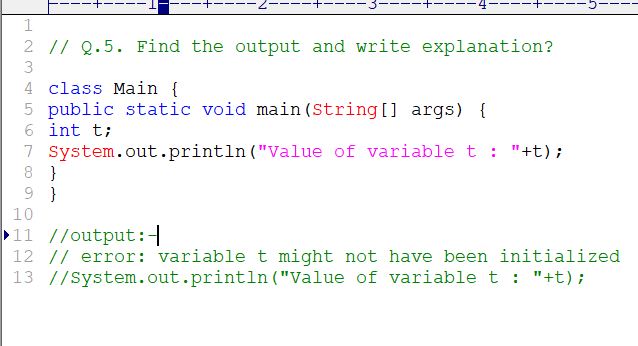 |----+----1----+----2----+----3----+----4----+----5----
1
2 // Q.5. Find the output and write explanation?
3
4 class Main {
5 public static void main(String[] args) {
6 int t;
7 System.out.println("Value of variable t : "+t);
8 }
9 }
10
11 //output:-
12 // error: variable t might not have been initialized
13 //System.out.println("Value of variable t : "+t);